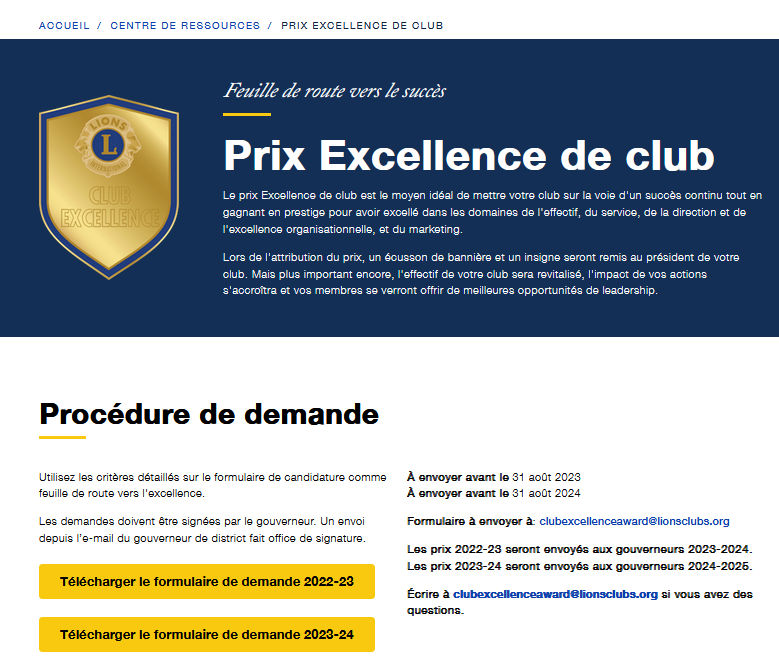 ACCUEIL / CENTRE DE RESSOURCES / PRIX EXCELLENCE DE CLUB
LIONS
L
INTERNATIONAL
CLUB
EXCELLENCE
Feuille de route vers le succès
Prix Excellence de club
Le prix Excellence de club est le moyen idéal de mettre votre club sur la voie d'un succès continu tout en
gagnant en prestige pour avoir excellé dans les domaines de l'effectif, du service, de la direction et de
l'excellence organisationnelle, et du marketing.
Lors de l'attribution du prix, un écusson de bannière et un insigne seront remis au président de votre
club. Mais plus important encore, l'effectif de votre club sera revitalisé, l'impact de vos actions
s'accroîtra et vos membres se verront offrir de meilleures opportunités de leadership.
Procédure de demande
Utilisez les critères détaillés sur le formulaire de candidature comme
feuille de route vers l'excellence.
Les demandes doivent être signées par le gouverneur. Un envoi
depuis l'e-mail du gouverneur de district fait office de signature.
Télécharger le formulaire de demande 2022-23
Télécharger le formulaire de demande 2023-24
À envoyer avant le 31 août 2023
À envoyer avant le 31 août 2024
Formulaire à envoyer à: clubexcellenceaward@lionsclubs.org
Les prix 2022-23 seront envoyés aux gouverneurs 2023-2024.
Les prix 2023-24 seront envoyés aux gouverneurs 2024-2025.
Écrire à clubexcellenceaward@lionsclubs.org si vous avez des
questions.